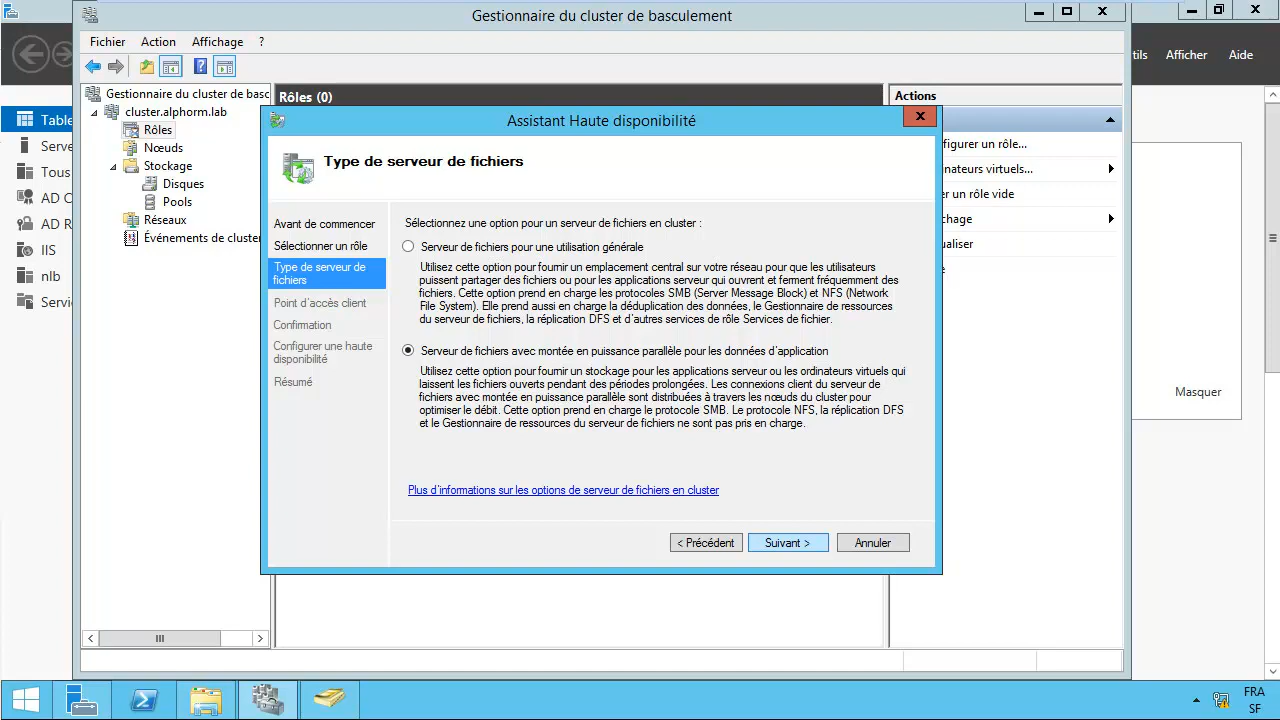 Gestionnaire du cluster de basculement
Fichier
Action
Affichage
?
tils
Afficher
Aide
Table
Serve
Tous
AD C
AD R
IIS
nlb
Servic
Gestionnaire du cluster de basc
cluster.alphorm.lab
Rôles
Nœuds
Stockage
Disques
Pools
Réseaux
Événements de cluster
Rôles (0)
Actions
figurer un rôle...
nateurs virtuels...
er un rôle vide
chage
ualiser
e
Masquer
Assistant Haute disponibilité
Type de serveur de fichiers
Avant de commencer
Sélectionner un rôle
Type de serveur de
fichiers
Point d'accès client
Confirmation
Configurer une haute
disponibilité
Résumé
Sélectionnez une option pour un serveur de fichiers en cluster :
Serveur de fichiers pour une utilisation générale
Utilisez cette option pour fournir un emplacement central sur votre réseau pour que les utilisateurs
puissent partager des fichiers ou pour les applications serveur qui ouvrent et ferment fréquemment des
fichiers. Cette option prend en charge les protocoles SMB (Server Message Block) et NFS (Network
File System). Elle prend aussi en charge la déduplication des données, le Gestionnaire de ressources
du serveur de fichiers, la réplication DFS et d'autres services de rôle Services de fichier.
Serveur de fichiers avec montée en puissance parallèle pour les données d'application
Utilisez cette option pour fournir un stockage pour les applications serveur ou les ordinateurs virtuels qui
laissent les fichiers ouverts pendant des périodes prolongées. Les connexions client du serveur de
fichiers avec montée en puissance parallèle sont distribuées à travers les nœuds du cluster pour
optimiser le débit. Cette option prend en charge le protocole SMB. Le protocole NFS, la réplication DFS
et le Gestionnaire de ressources du serveur de fichiers ne sont pas pris en charge.
Plus d'informations sur les options de serveur de fichiers en cluster
< Précédent
Suivant >
Annuler
FRA
SF